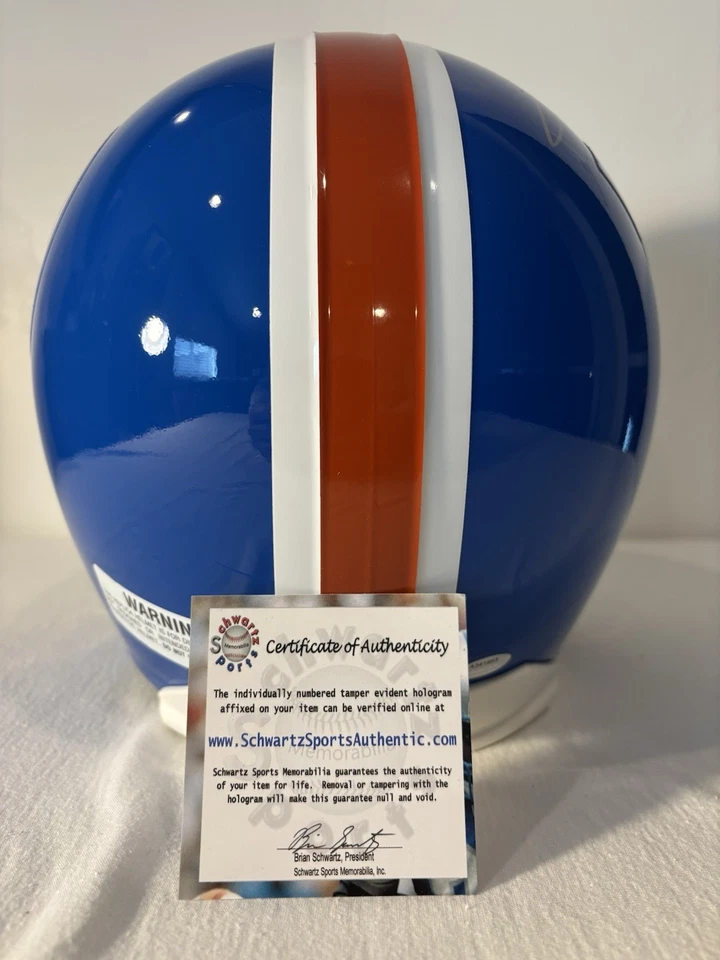 WARNIN
Schwartz
Sports
Memorabilia
Certificate of Authenticity
The individually numbered tamper evident hologram
affixed on your item can be verified online at
www.SchwartzSportsAuthentic.com
Schwartz Sports Memorabilia guarantees the authenticity
of your item for life. Removal or tampering with the
hologram will make this guarantee null and void.
Brian Schwartz, President
Schwartz Sports Memorabilia, Inc.